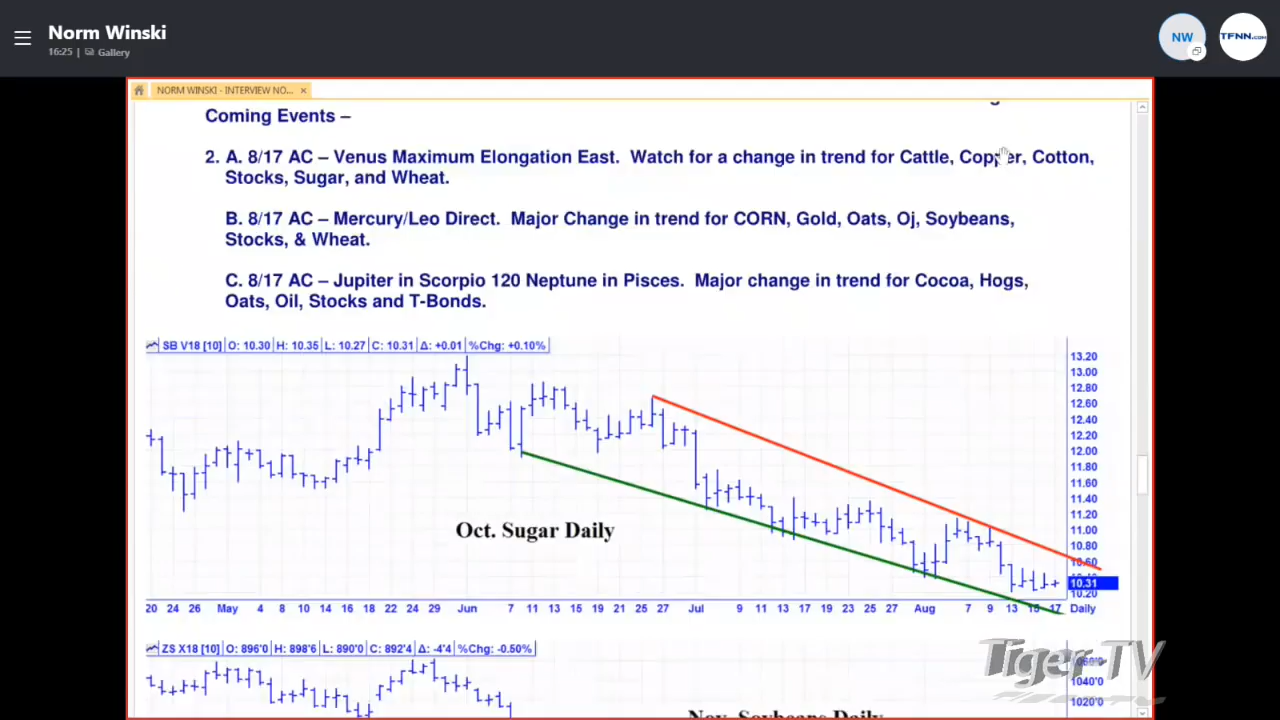 Norm Winski
16:25 | Gallery
NW
TFNN.COM
NORM WINSKI - INTERVIEW NO... ×
Coming Events –
2. A. 8/17 AC – Venus Maximum Elongation East. Watch for a change in trend for Cattle, Copper, Cotton,
Stocks, Sugar, and Wheat.
B. 8/17 AC – Mercury/Leo Direct. Major Change in trend for CORN, Gold, Oats, Oj, Soybeans,
Stocks, & Wheat.
C. 8/17 AC – Jupiter in Scorpio 120 Neptune in Pisces. Major change in trend for Cocoa, Hogs,
Oats, Oil, Stocks and T-Bonds.
SB V18 [10] O: 10.30 H: 10.35 L: 10.27 C: 10.31 Δ: +0.01 %Chg: +0.10%
13.20
13.00
12.80
12.60
12.40
12.20
12.00
11.80
11.60
11.40
11.20
11.00
10.80
10.60
10.31
10.20
Oct. Sugar Daily
20 24 26 May 4 8 10 14 16 18 22 24 29 Jun 7 11 13 15 19 21 25 27 Jul 9 11 13 17 19 23 25 27 Aug 7 9 13 15 17 Daily
ZS X18 [10] O: 896'0 H: 898'6 L: 890'0 C: 892'4 Δ: -4'4 %Chg: -0.50%
1060'0
1040'0
1020'0
Nov. Soybeans Daily
Tiger TV